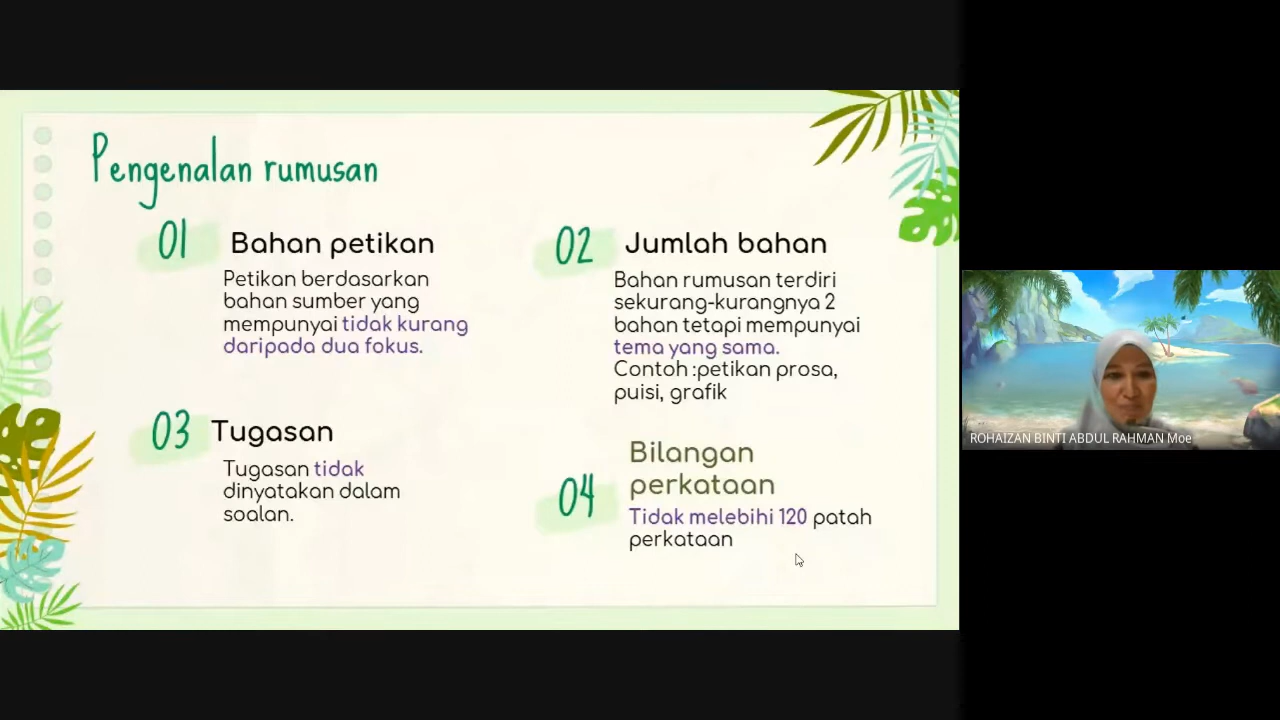 Pengenalan rumusan
01 Bahan petikan
Petikan berdasarkan
bahan sumber yang
mempunyai tidak kurang
daripada dua fokus.
02 Jumlah bahan
Bahan rumusan terdiri
sekurang-kurangnya 2
bahan tetapi mempunyai
tema yang sama.
Contoh :petikan prosa,
puisi, grafik
03 Tugasan
Tugasan tidak
dinyatakan dalam
soalan.
04 Bilangan
perkataan
Tidak melebihi 120 patah
perkataan
ROHAIZAN BINTI ABDUL RAHMAN Moe